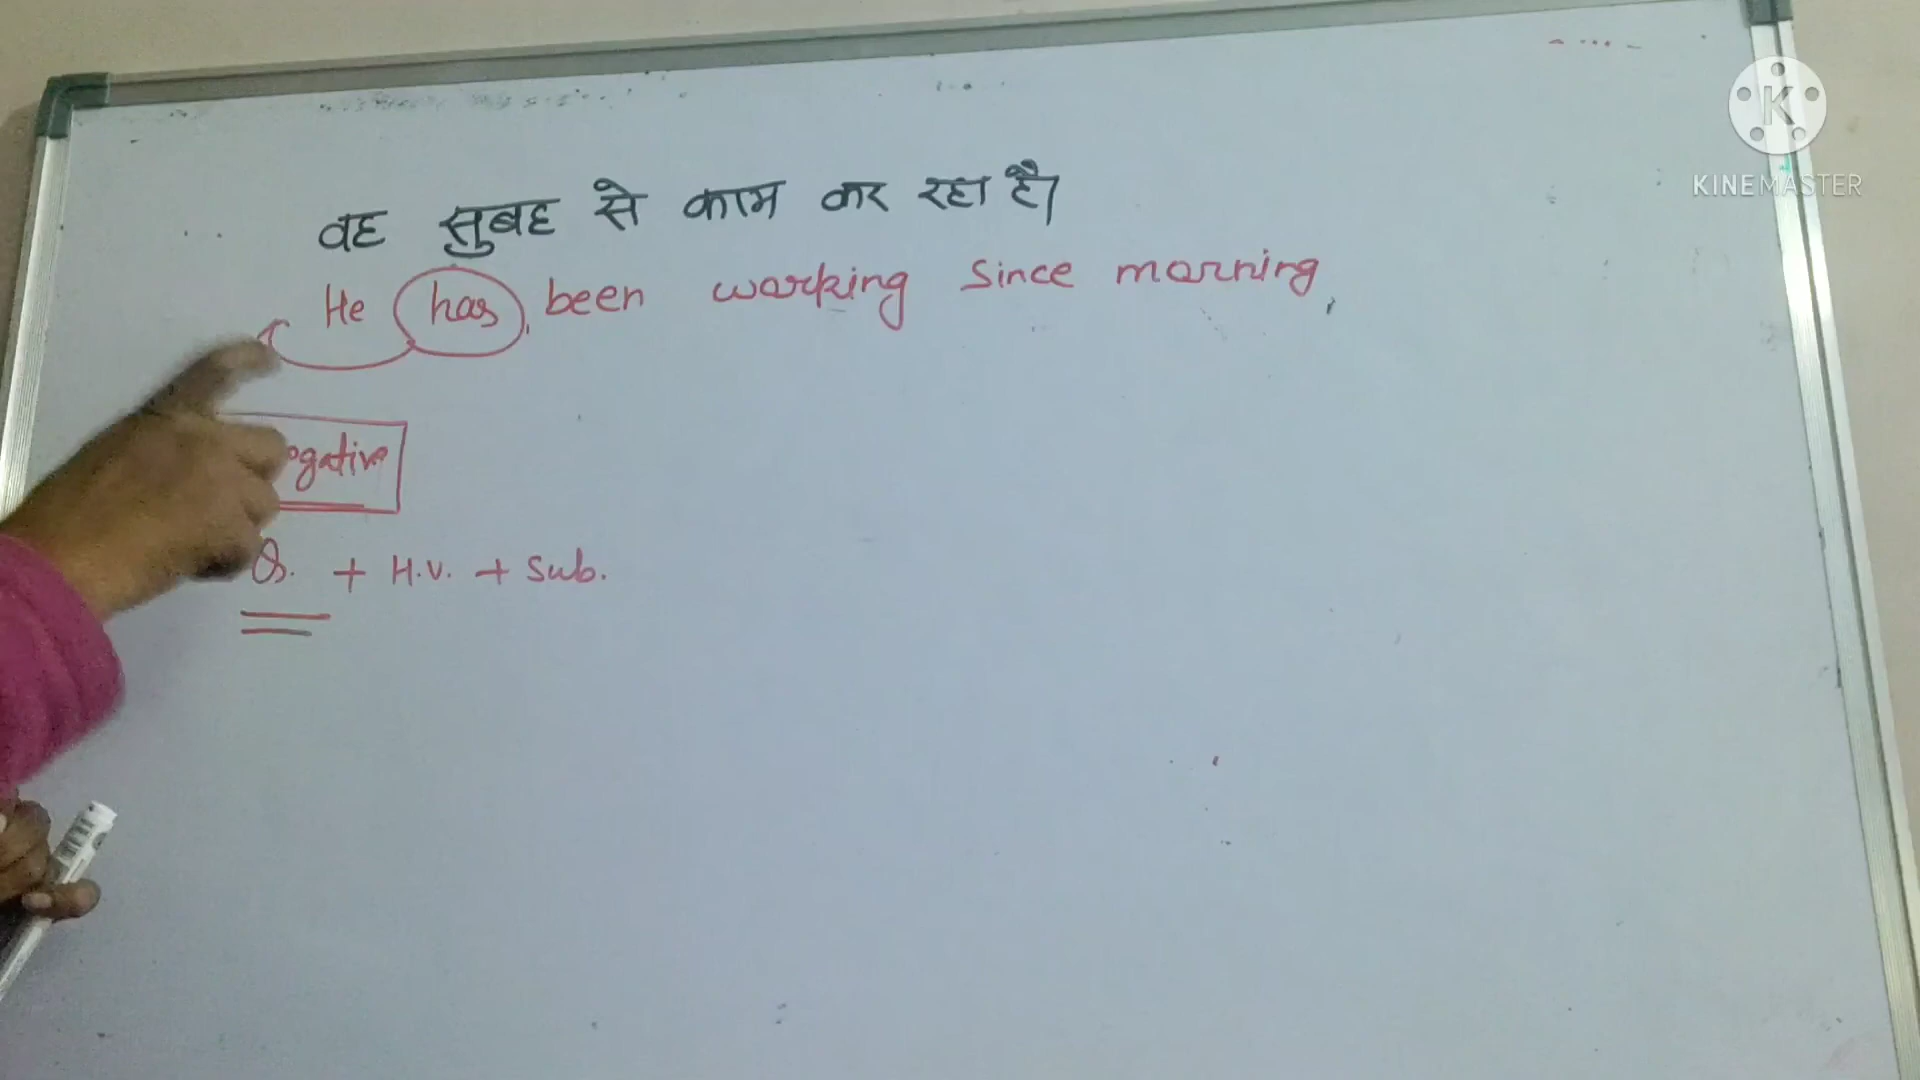 वह सुबह से काम कर रहा है।
He has been working since morning,
Q. + H.V. + Sub.
KINEMASTER